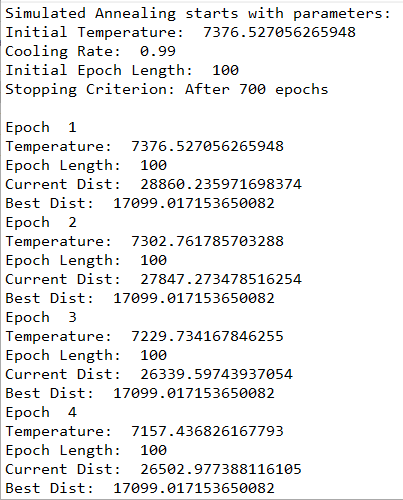 Simulated Annealing starts with parameters:
Initial Temperature:  7376.527056265948
Cooling Rate:  0.99
Initial Epoch Length:  100
Stopping Criterion: After 700 epochs

Epoch  1
Temperature:  7376.527056265948
Epoch Length:  100
Current Dist:  28860.235971698374
Best Dist:  17099.017153650082
Epoch  2
Temperature:  7302.761785703288
Epoch Length:  100
Current Dist:  27847.273478516254
Best Dist:  17099.017153650082
Epoch  3
Temperature:  7229.734167846255
Epoch Length:  100
Current Dist:  26339.59743937054
Best Dist:  17099.017153650082
Epoch  4
Temperature:  7157.436826167793
Epoch Length:  100
Current Dist:  26502.977388116105
Best Dist:  17099.017153650082